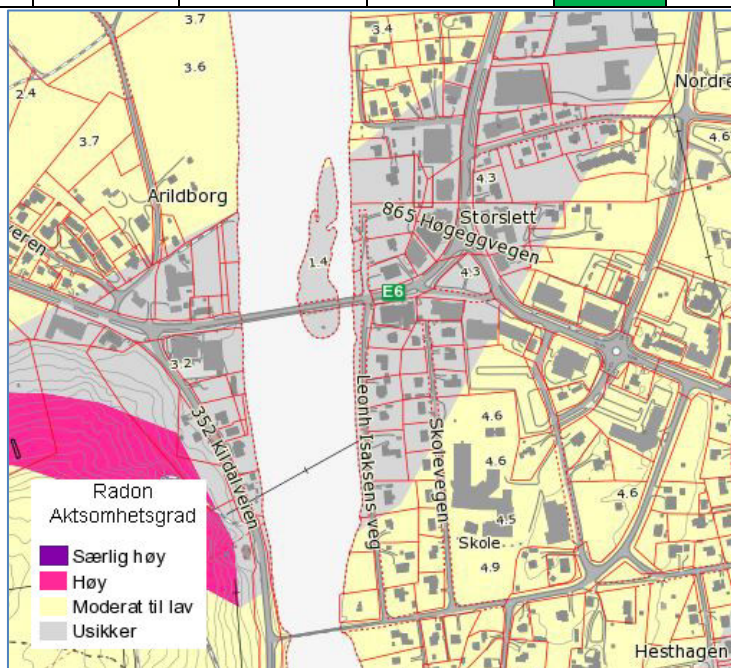 3.7
3.4
3.6
Nordre
2.4
3.7
4.6
4.3
Arildborg
Storslett
865 Høgeggvegen
veren
1.4
4.3
E6
3.2
352 Kildalveien
Leonh Isaksens veg
Skolevegen
4.6
4.6
4.6
4.5
Skole
4.9
Hesthagen
Radon
Aktsomhetsgrad
Særlig høy
Høy
Moderat til lav
Usikker